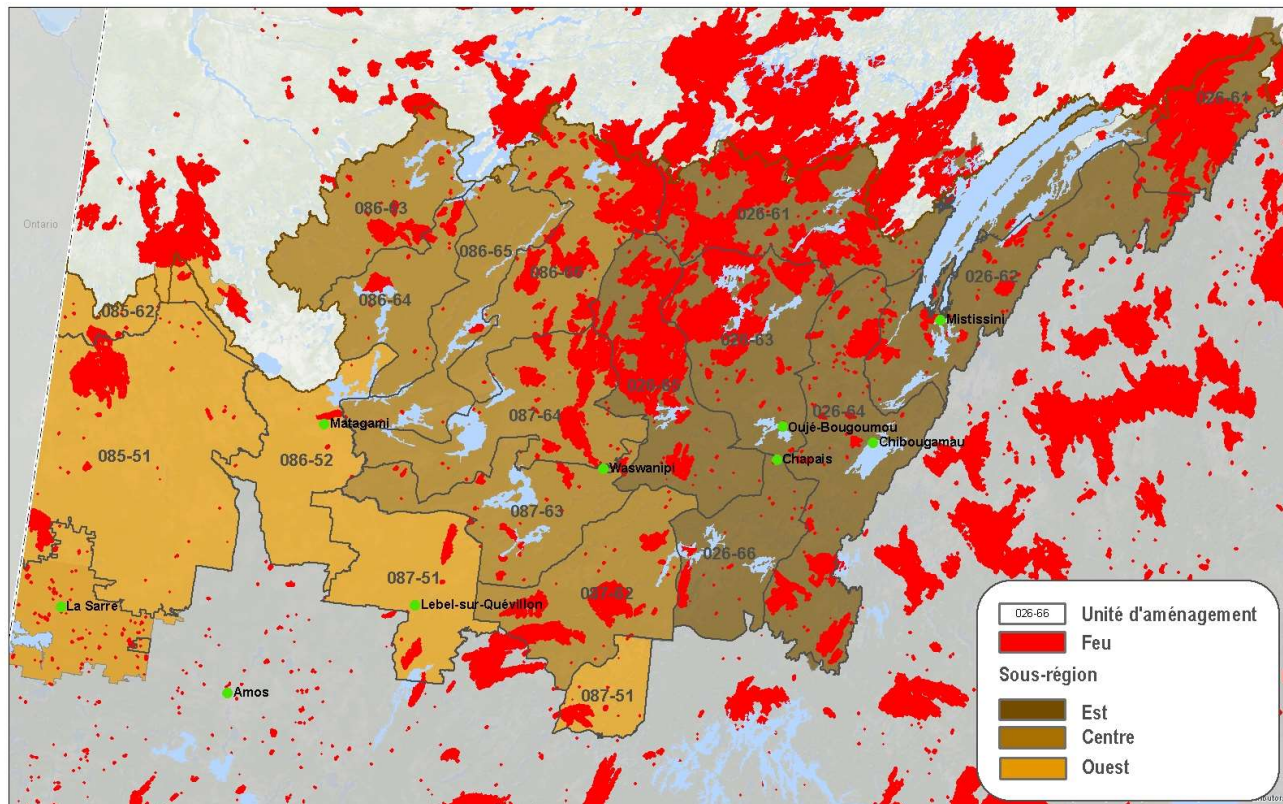 026-61
086-63
026-61
Ontario
086-65
086-66
026-62
086-64
085-62
Mistissini
026-63
026-65
087-64
026-64
Matagami
Oujé-Bougoumou
Chibougamau
085-51
Chapais
086-52
Waswanipi
087-63
026-66
087-51
087-62
La Sarre
Lebel-sur-Quévillon
Amos
087-51
026-66 Unité d'aménagement
Feu
Sous-région
Est
Centre
Ouest